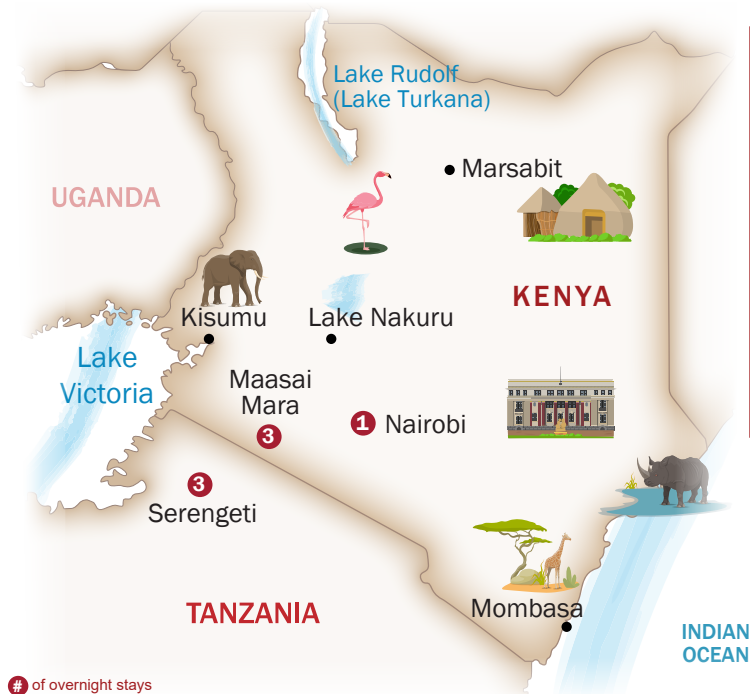 Lake Rudolf
(Lake Turkana)
Marsabit
UGANDA
KENYA
Kisumu
Lake Nakuru
Lake
Victoria
Maasai
Mara
3
1 Nairobi
3
Serengeti
TANZANIA
Mombasa
INDIAN
OCEAN
# of overnight stays